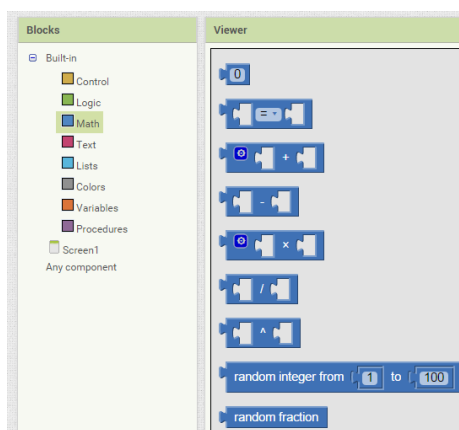 Blocks
Built-in
Control
Logic
Math
Text
Lists
Colors
Variables
Procedures
Screen1
Any component
Viewer
0
=
+
-
×
/
^
random integer from 1 to 100
random fraction